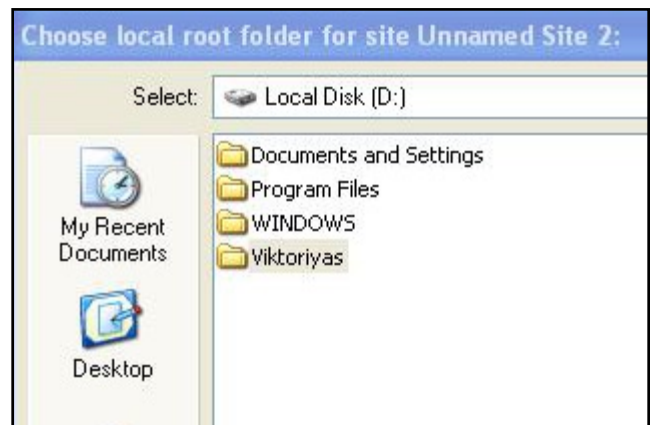 Choose local root folder for site Unnamed Site 2:
Select:
Local Disk (D:)
My Recent
Documents
Desktop
Documents and Settings
Program Files
WINDOWS
Viktoriyas